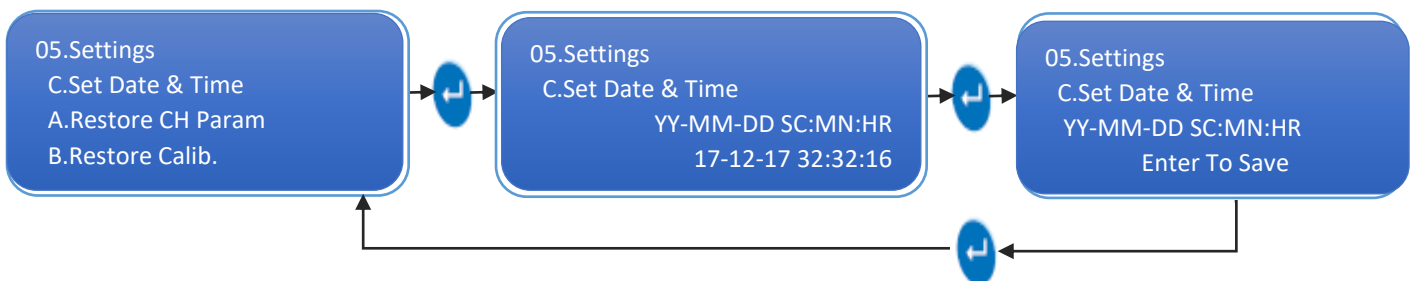 05.Settings
C.Set Date & Time
A.Restore CH Param
B.Restore Calib.
05.Settings
C.Set Date & Time
YY-MM-DD SC:MN:HR
17-12-17 32:32:16
05.Settings
C.Set Date & Time
YY-MM-DD SC:MN:HR
Enter To Save